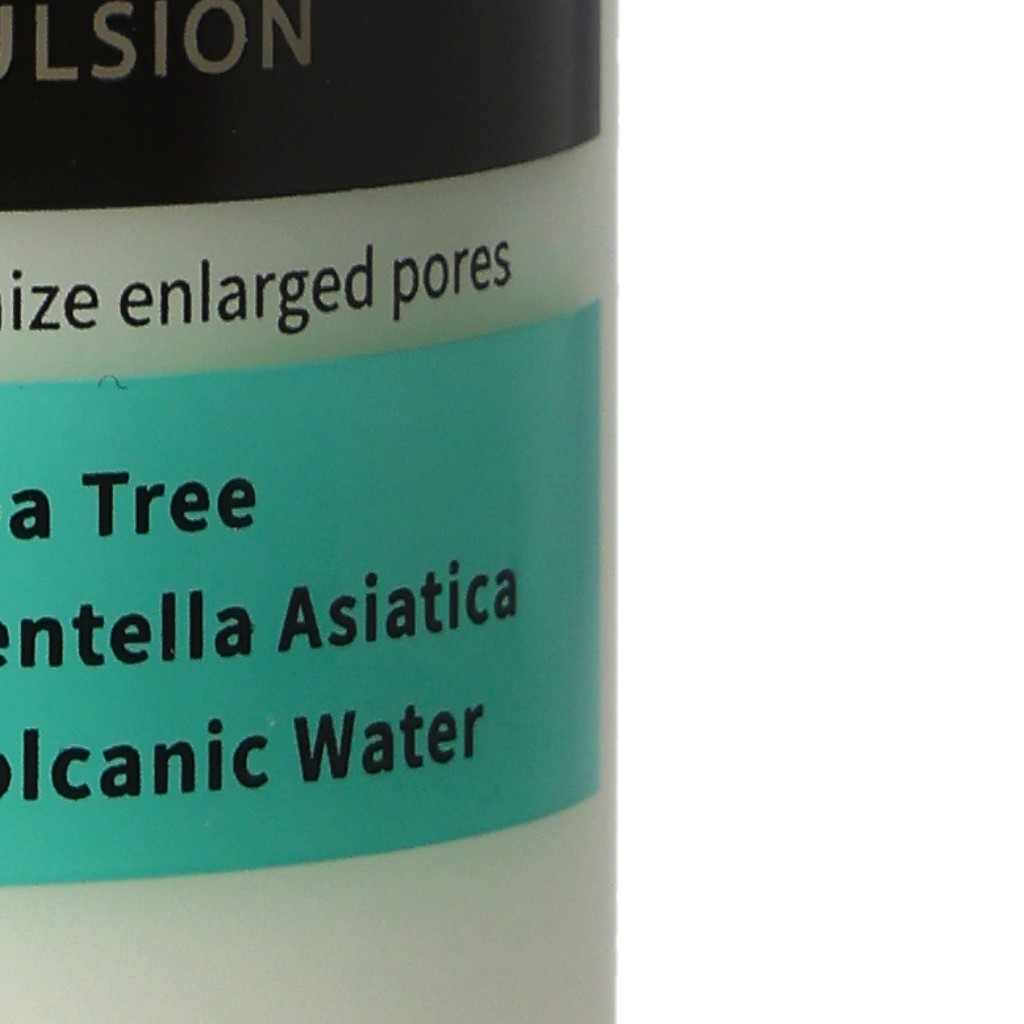 ULSION
ize enlarged pores
a Tree
entella Asiatica
olcanic Water